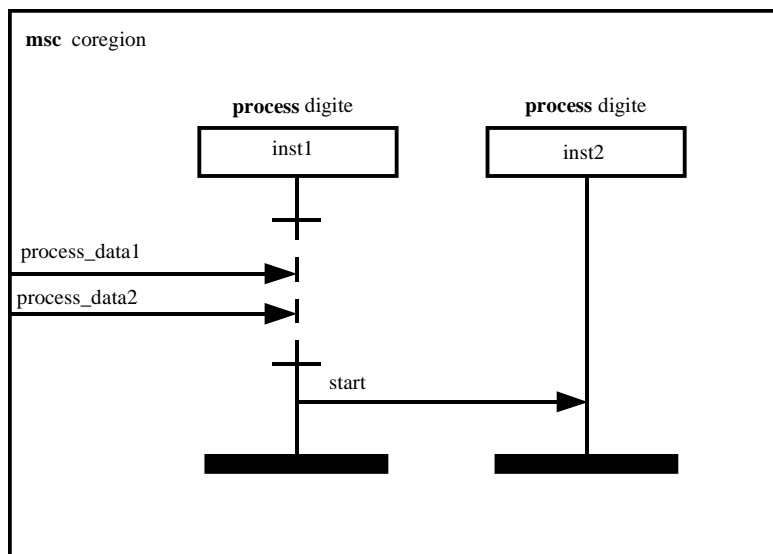 msc coregion
process digite
process digite
inst1
inst2
process_data1
process_data2
start